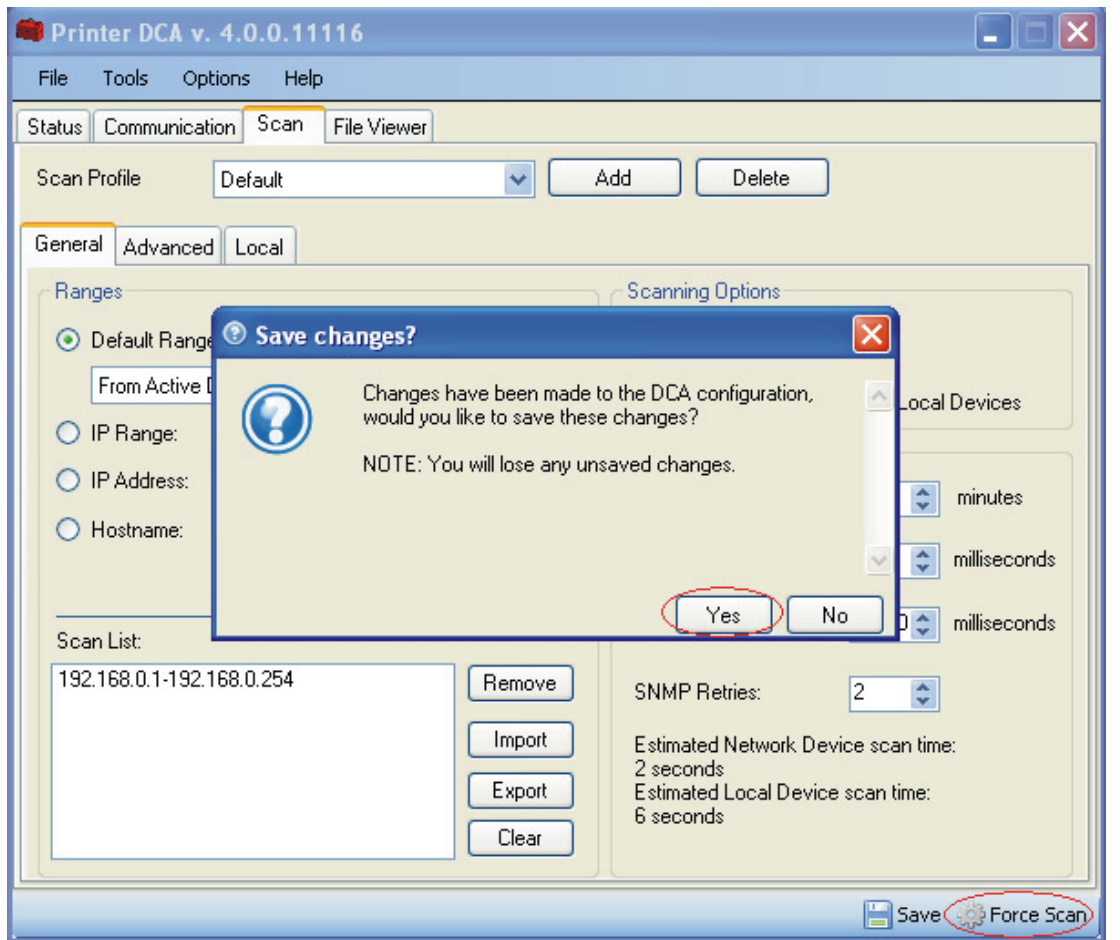 Printer DCA v. 4.0.0.11116
File Tools Options Help
Status Communication Scan File Viewer
Scan Profile Default Add Delete
General Advanced Local
Ranges
Scanning Options
Default Range
From Active
IP Range:
IP Address:
Hostname:
Save changes?
Changes have been made to the DCA configuration,
would you like to save these changes?
NOTE: You will lose any unsaved changes.
Yes No
Local Devices
minutes
milliseconds
milliseconds
Scan List:
192.168.0.1-192.168.0.254
Remove
Import
Export
Clear
SNMP Retries: 2
Estimated Network Device scan time:
2 seconds
Estimated Local Device scan time:
6 seconds
Save Force Scan